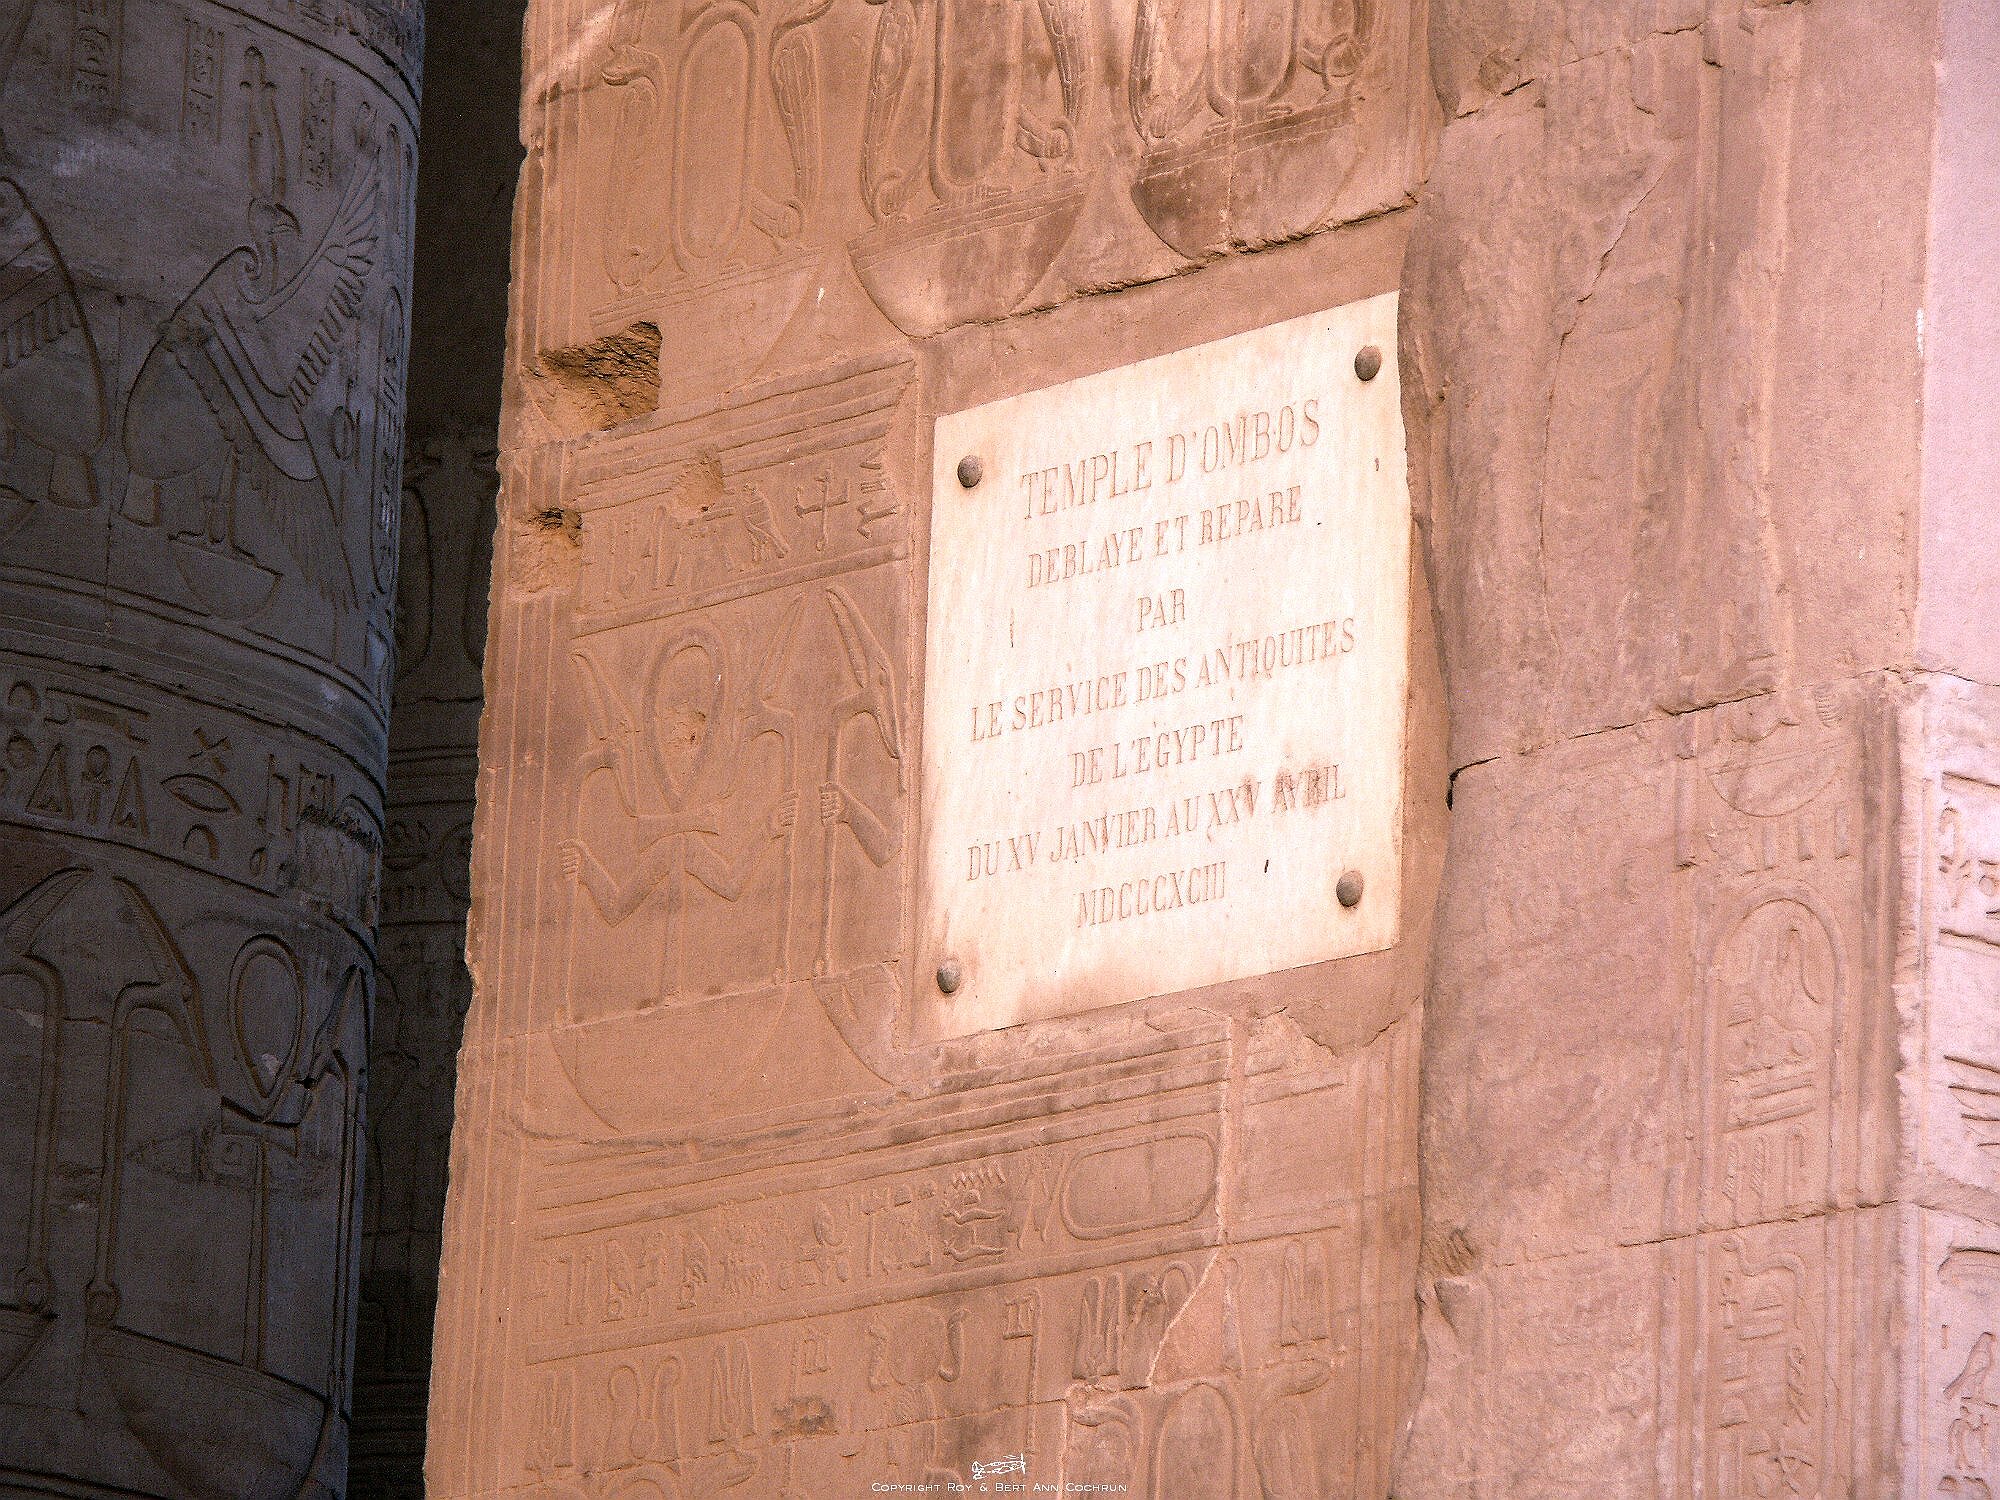 TEMPLE D'OMBOS
DEBLAYE ET REPARE
PAR
LE SERVICE DES ANTIQUITES
DE L'EGYPTE
DU XV JANVIER AU XXV AVRIL
MDCCCXCIII
COPYRIGHT ROY & BERT ANN COCHRUN